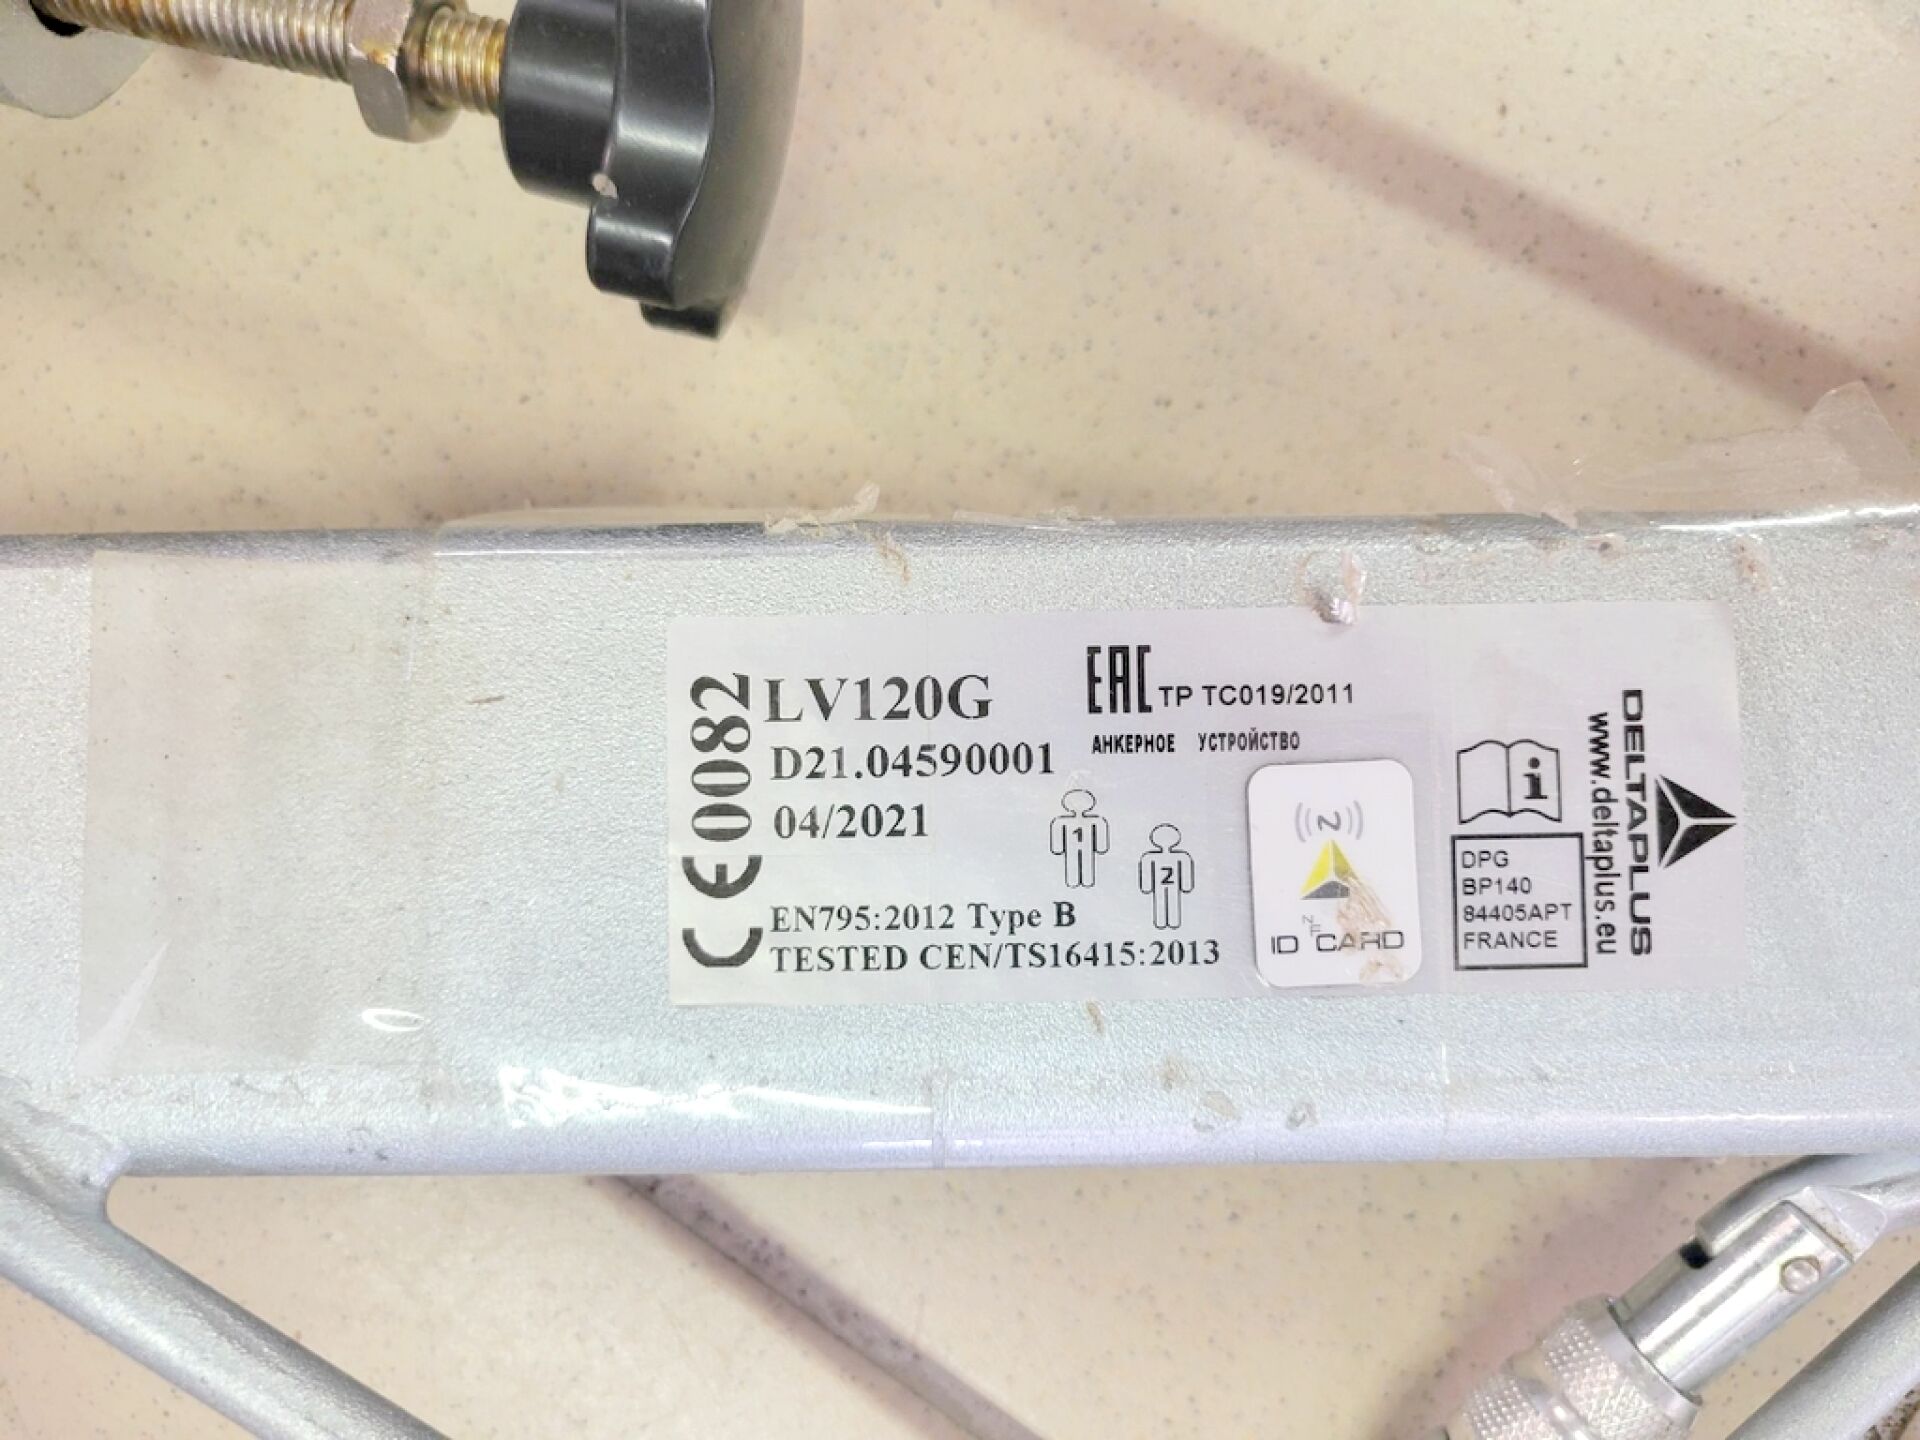 CE0082
LV120G
D21.04590001
04/2021
EN795:2012 Type B
TESTED CEN/TS16415:2013
EAC TP TC019/2011
АНКЕРНОЕ УСТРОЙСТВО
1
2
ID CARD
i
DPG
BP140
84405APT
FRANCE
www.deltaplus.eu
DELTAPLUS